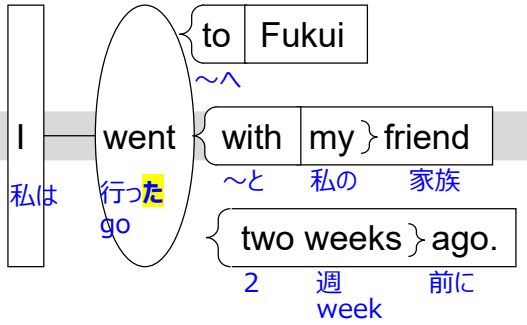 to Fukui
~へ
I went with my friend
私は 行った ~と 私の 家族
go
two weeks ago.
2 週 前に
week